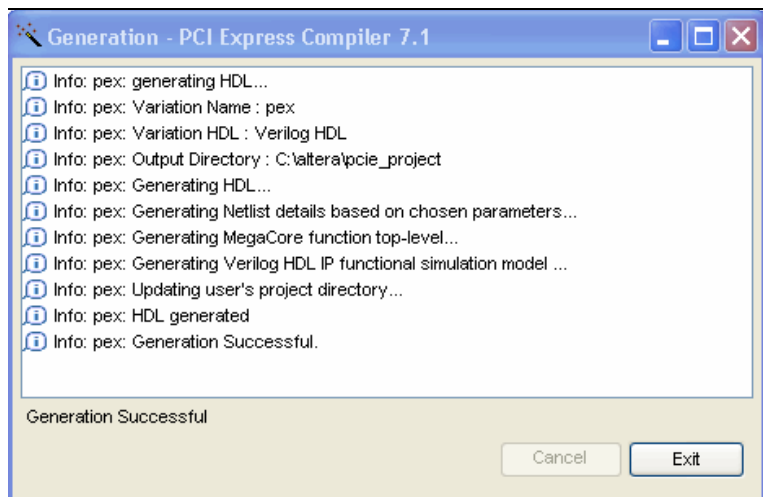 Generation - PCI Express Compiler 7.1
Info: pex: generating HDL...
Info: pex: Variation Name : pex
Info: pex: Variation HDL : Verilog HDL
Info: pex: Output Directory : C:\altera\pcie_project
Info: pex: Generating HDL...
Info: pex: Generating Netlist details based on chosen parameters...
Info: pex: Generating MegaCore function top-level...
Info: pex: Generating Verilog HDL IP functional simulation model ...
Info: pex: Updating user's project directory...
Info: pex: HDL generated
Info: pex: Generation Successful.
Generation Successful
Cancel Exit